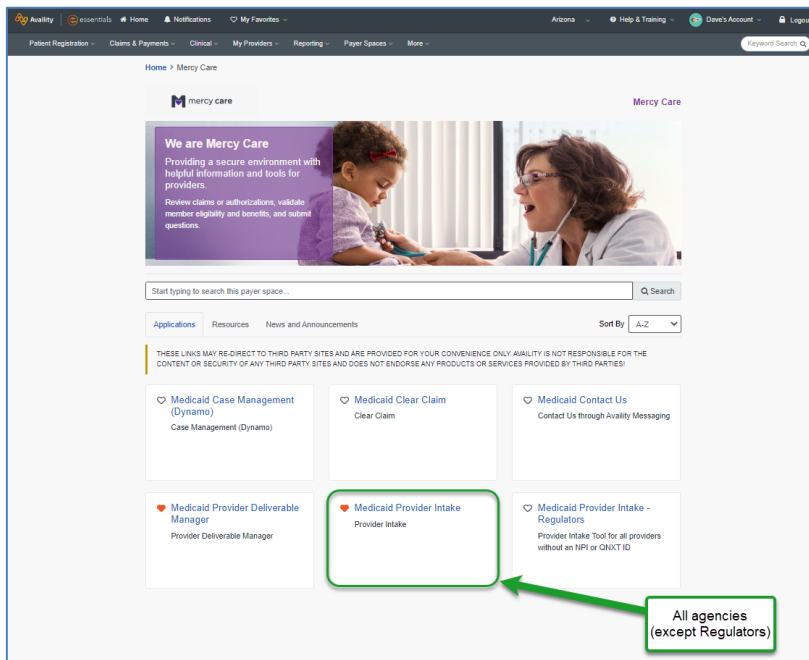 Availity essentials Home Notifications My Favorites Arizona Help & Training Dave's Account Logout
Patient Registration Claims & Payments Clinical My Providers Reporting Payer Spaces More Keyword Search
Home > Mercy Care
mercy care
Mercy Care
We are Mercy Care
Providing a secure environment with
helpful information and tools for
providers.
Review claims or authorizations, validate
member eligibility and benefits, and submit
questions.
Start typing to search this payer space... Search
Applications Resources News and Announcements Sort By A-Z
THESE LINKS MAY RE-DIRECT TO THIRD PARTY SITES AND ARE PROVIDED FOR YOUR CONVENIENCE ONLY. AVAILITY IS NOT RESPONSIBLE FOR THE
CONTENT OR SECURITY OF ANY THIRD PARTY SITES AND DOES NOT ENDORSE ANY PRODUCTS OR SERVICES PROVIDED BY THIRD PARTIES!
Medicaid Case Management
(Dynamo)
Case Management (Dynamo)
Medicaid Clear Claim
Clear Claim
Medicaid Contact Us
Contact Us through Availity Messaging
Medicaid Provider Deliverable
Manager
Provider Deliverable Manager
Medicaid Provider Intake
Provider Intake
Medicaid Provider Intake -
Regulators
Provider Intake Tool for all providers
without an NPI or QNXT ID
All agencies
(except Regulators)